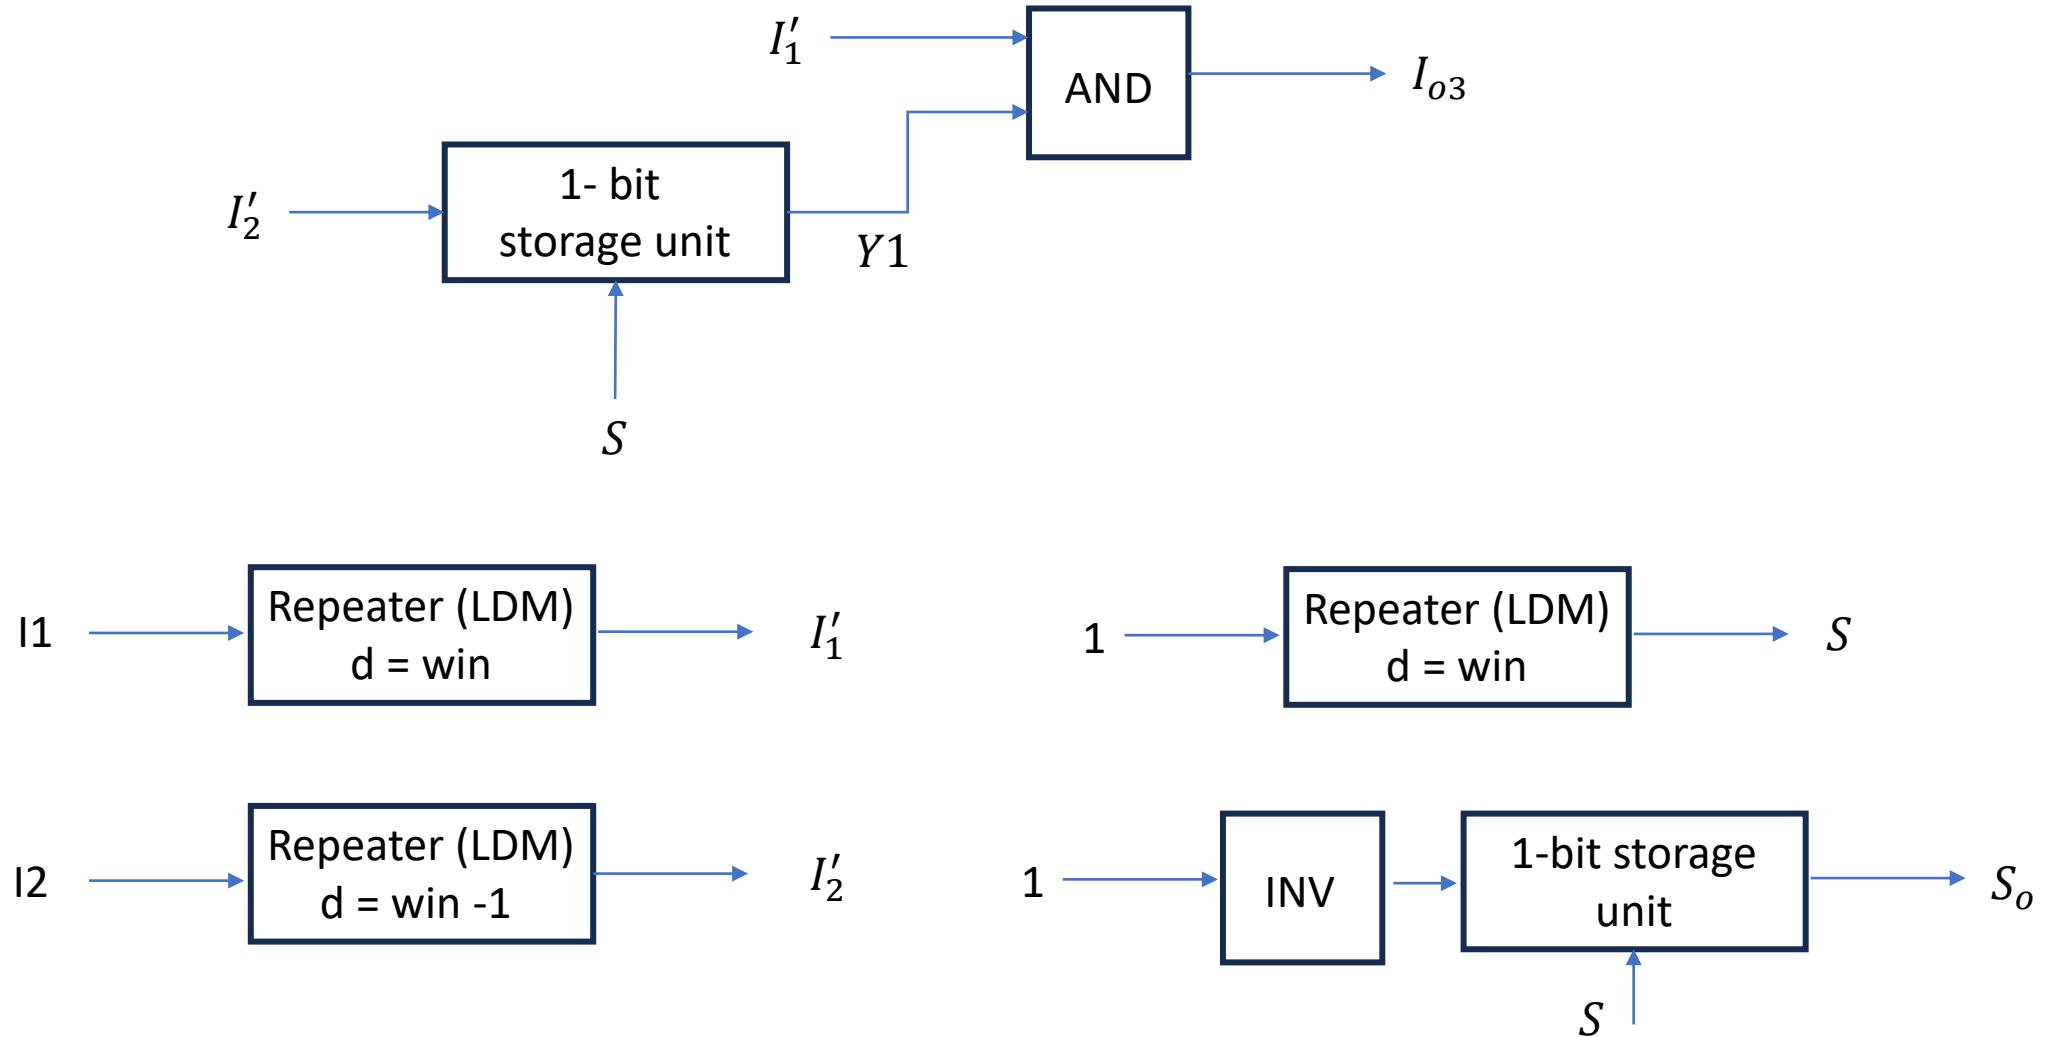 I′₁
AND
Iₒ₃
1- bit
storage unit
I′₂
Y1
S
I1
Repeater (LDM)
d = win
I′₁
1
Repeater (LDM)
d = win
S
I2
Repeater (LDM)
d = win -1
I′₂
1
INV
1-bit storage
unit
Sₒ
S